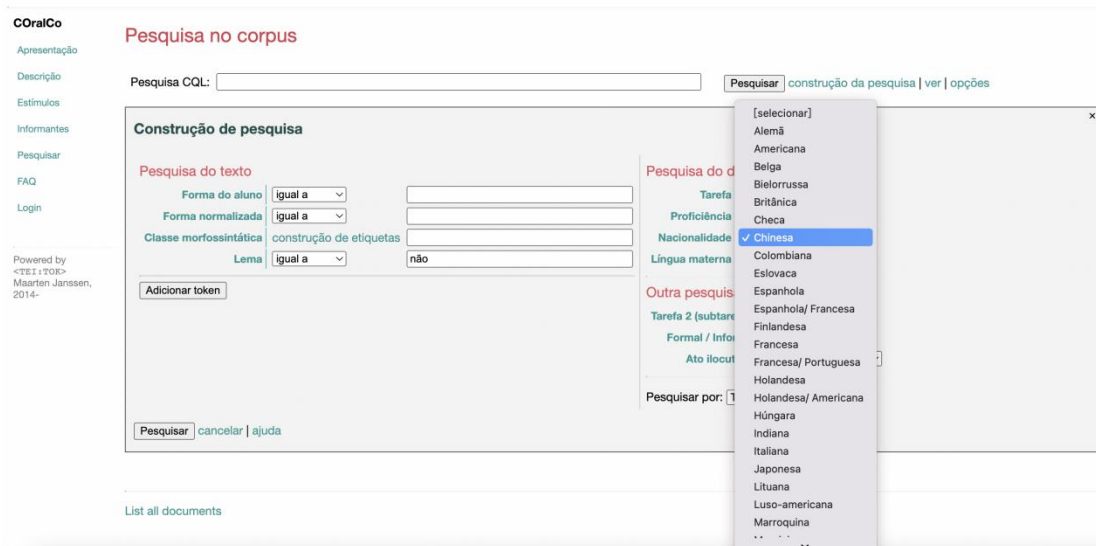 COralCo
Apresentação
Descrição
Estímulos
Informantes
Pesquisar
FAQ
Login
Powered by
<TEI:TOK>
Maarten Janssen,
2014-
Pesquisa no corpus
Pesquisa CQL:
Pesquisar construção da pesquisa | ver | opções
Construção de pesquisa
x
Pesquisa do texto
Forma do aluno igual a
Forma normalizada igual a
Classe morfossintática construção de etiquetas
Lema igual a não
Adicionar token
Pesquisa do d
Tarefa
Proficiência
Nacionalidade
Língua materna
Outra pesquis
Tarefa 2 (subtare
Formal / Infor
Ato ilocut
Pesquisar por: T
[selecionar]
Alemã
Americana
Belga
Bielorrussa
Britânica
Checa
✓ Chinesa
Colombiana
Eslovaca
Espanhola
Espanhola/ Francesa
Finlandesa
Francesa
Francesa/ Portuguesa
Holandesa
Holandesa/ Americana
Húngara
Indiana
Italiana
Japonesa
Lituana
Luso-americana
Marroquina
Pesquisar cancelar | ajuda
List all documents